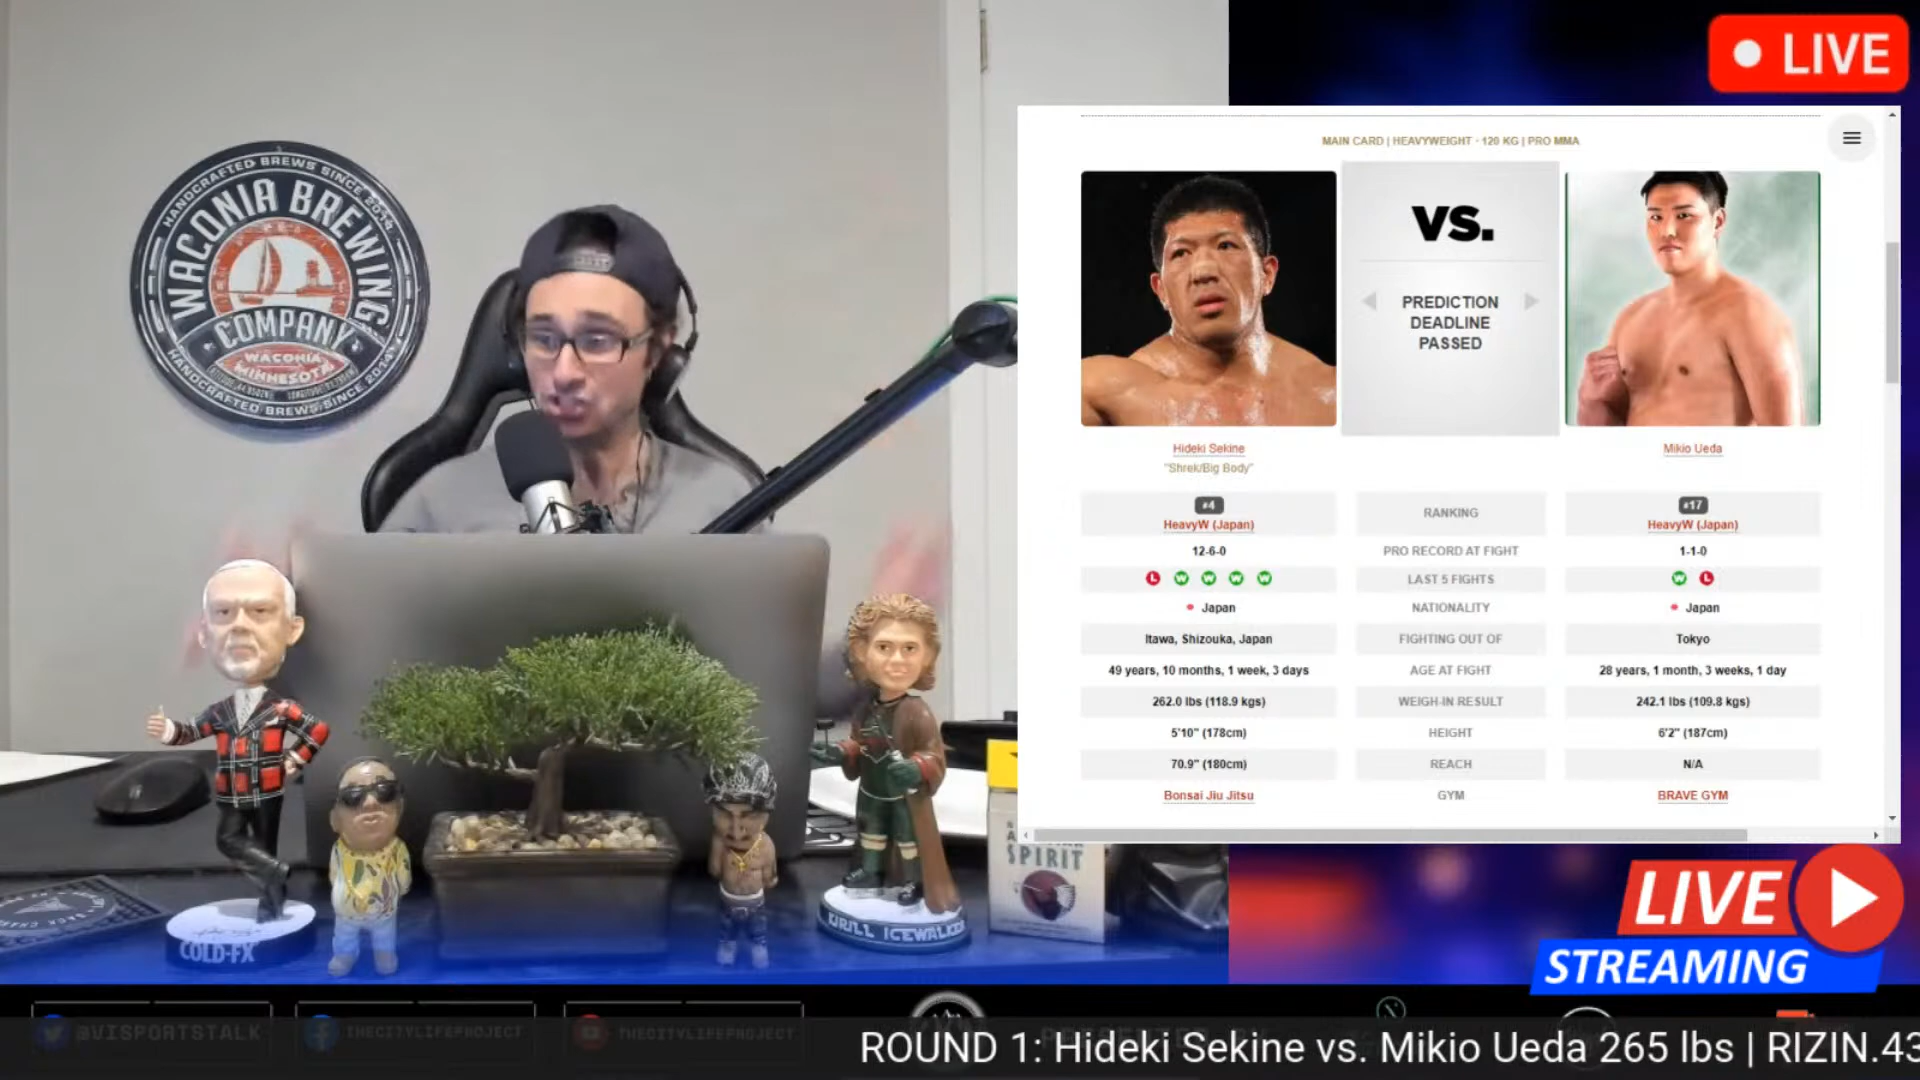 LIVE
HANDCRAFTED BREWS SINCE 2014
WACONIA BREWING
COMPANY
WACONIA
MINNESOTA
HANDCRAFTED BREWS SINCE 2014
MAIN CARD | HEAVYWEIGHT · 120 KG | PRO MMA
VS.
PREDICTION
DEADLINE
PASSED
Hideki Sekine
Mikio Ueda
"Shrek/Big Body"
#4
#17
HeavyW (Japan)
RANKING
HeavyW (Japan)
12-6-0
PRO RECORD AT FIGHT
1-1-0
L W W W W
LAST 5 FIGHTS
W L
Japan
NATIONALITY
Japan
Itawa, Shizouka, Japan
FIGHTING OUT OF
Tokyo
49 years, 10 months, 1 week, 3 days
AGE AT FIGHT
28 years, 1 month, 3 weeks, 1 day
262.0 lbs (118.9 kgs)
WEIGH-IN RESULT
242.1 lbs (109.8 kgs)
5'10" (178cm)
HEIGHT
6'2" (187cm)
70.9" (180cm)
REACH
N/A
Bonsai Jiu Jitsu
GYM
BRAVE GYM
SPIRIT
COLD-FX
KIRILL ICEWALKER
LIVE
STREAMING
@VISPORTSTALK
THECITYLIFEPROJECT
THECITYLIFEPROJECT
ROUND 1: Hideki Sekine vs. Mikio Ueda 265 lbs | RIZIN.43